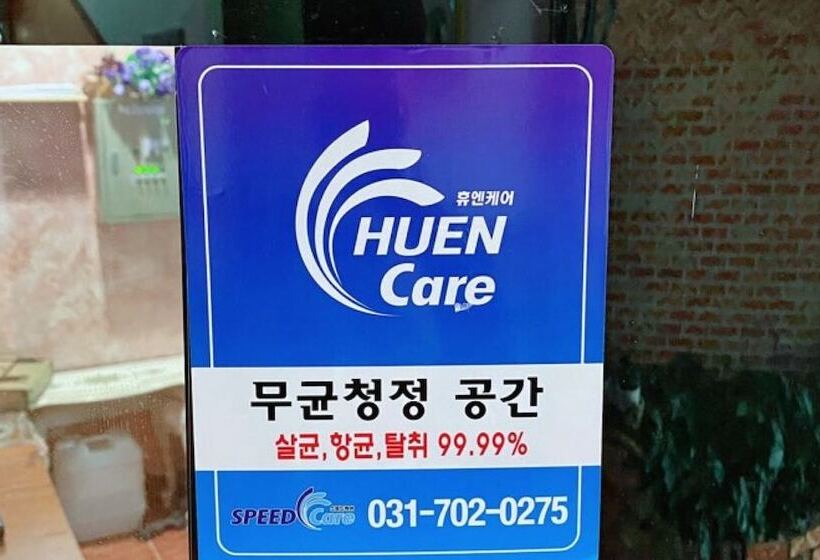 휴엔케어
HUEN
Care
무균청정 공간
살균,항균,탈취 99.99%
SPEED Care 031-702-0275